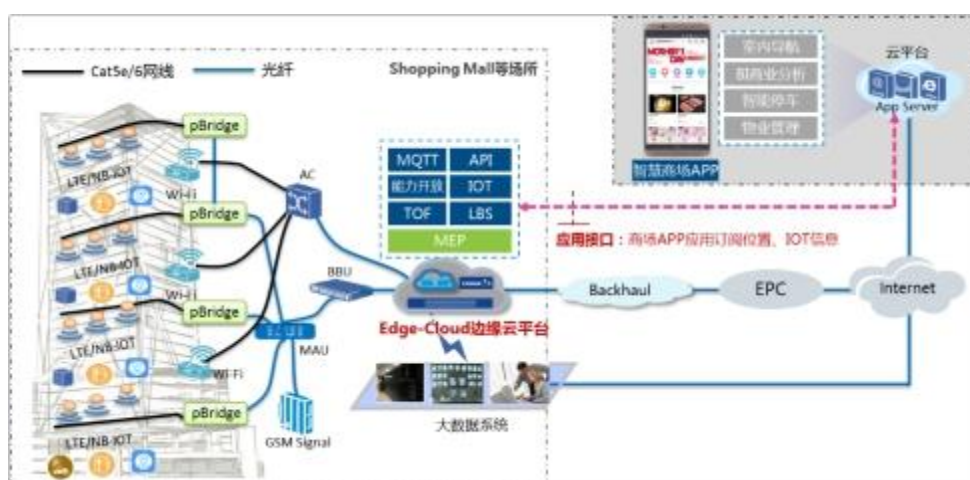 Cat5e/6网线
光纤
Shopping Mall等场所
室内导航
智能停车
物业管理
云平台
App Server
智慧商场APP
pBridge
LTE/NB-IOT
Wi-Fi
AC
MQTT
API
能力开放
IOT
TOF
LBS
MEP
应用接口：商场APP应用订阅位置、IOT信息
pBridge
LTE/NB-IOT
Wi-Fi
BBU
Edge-Cloud边缘云平台
Backhaul
EPC
Internet
pBridge
LTE/NB-IOT
Wi-Fi
MAU
pBridge
LTE/NB-IOT
GSM Signal
大数据系统